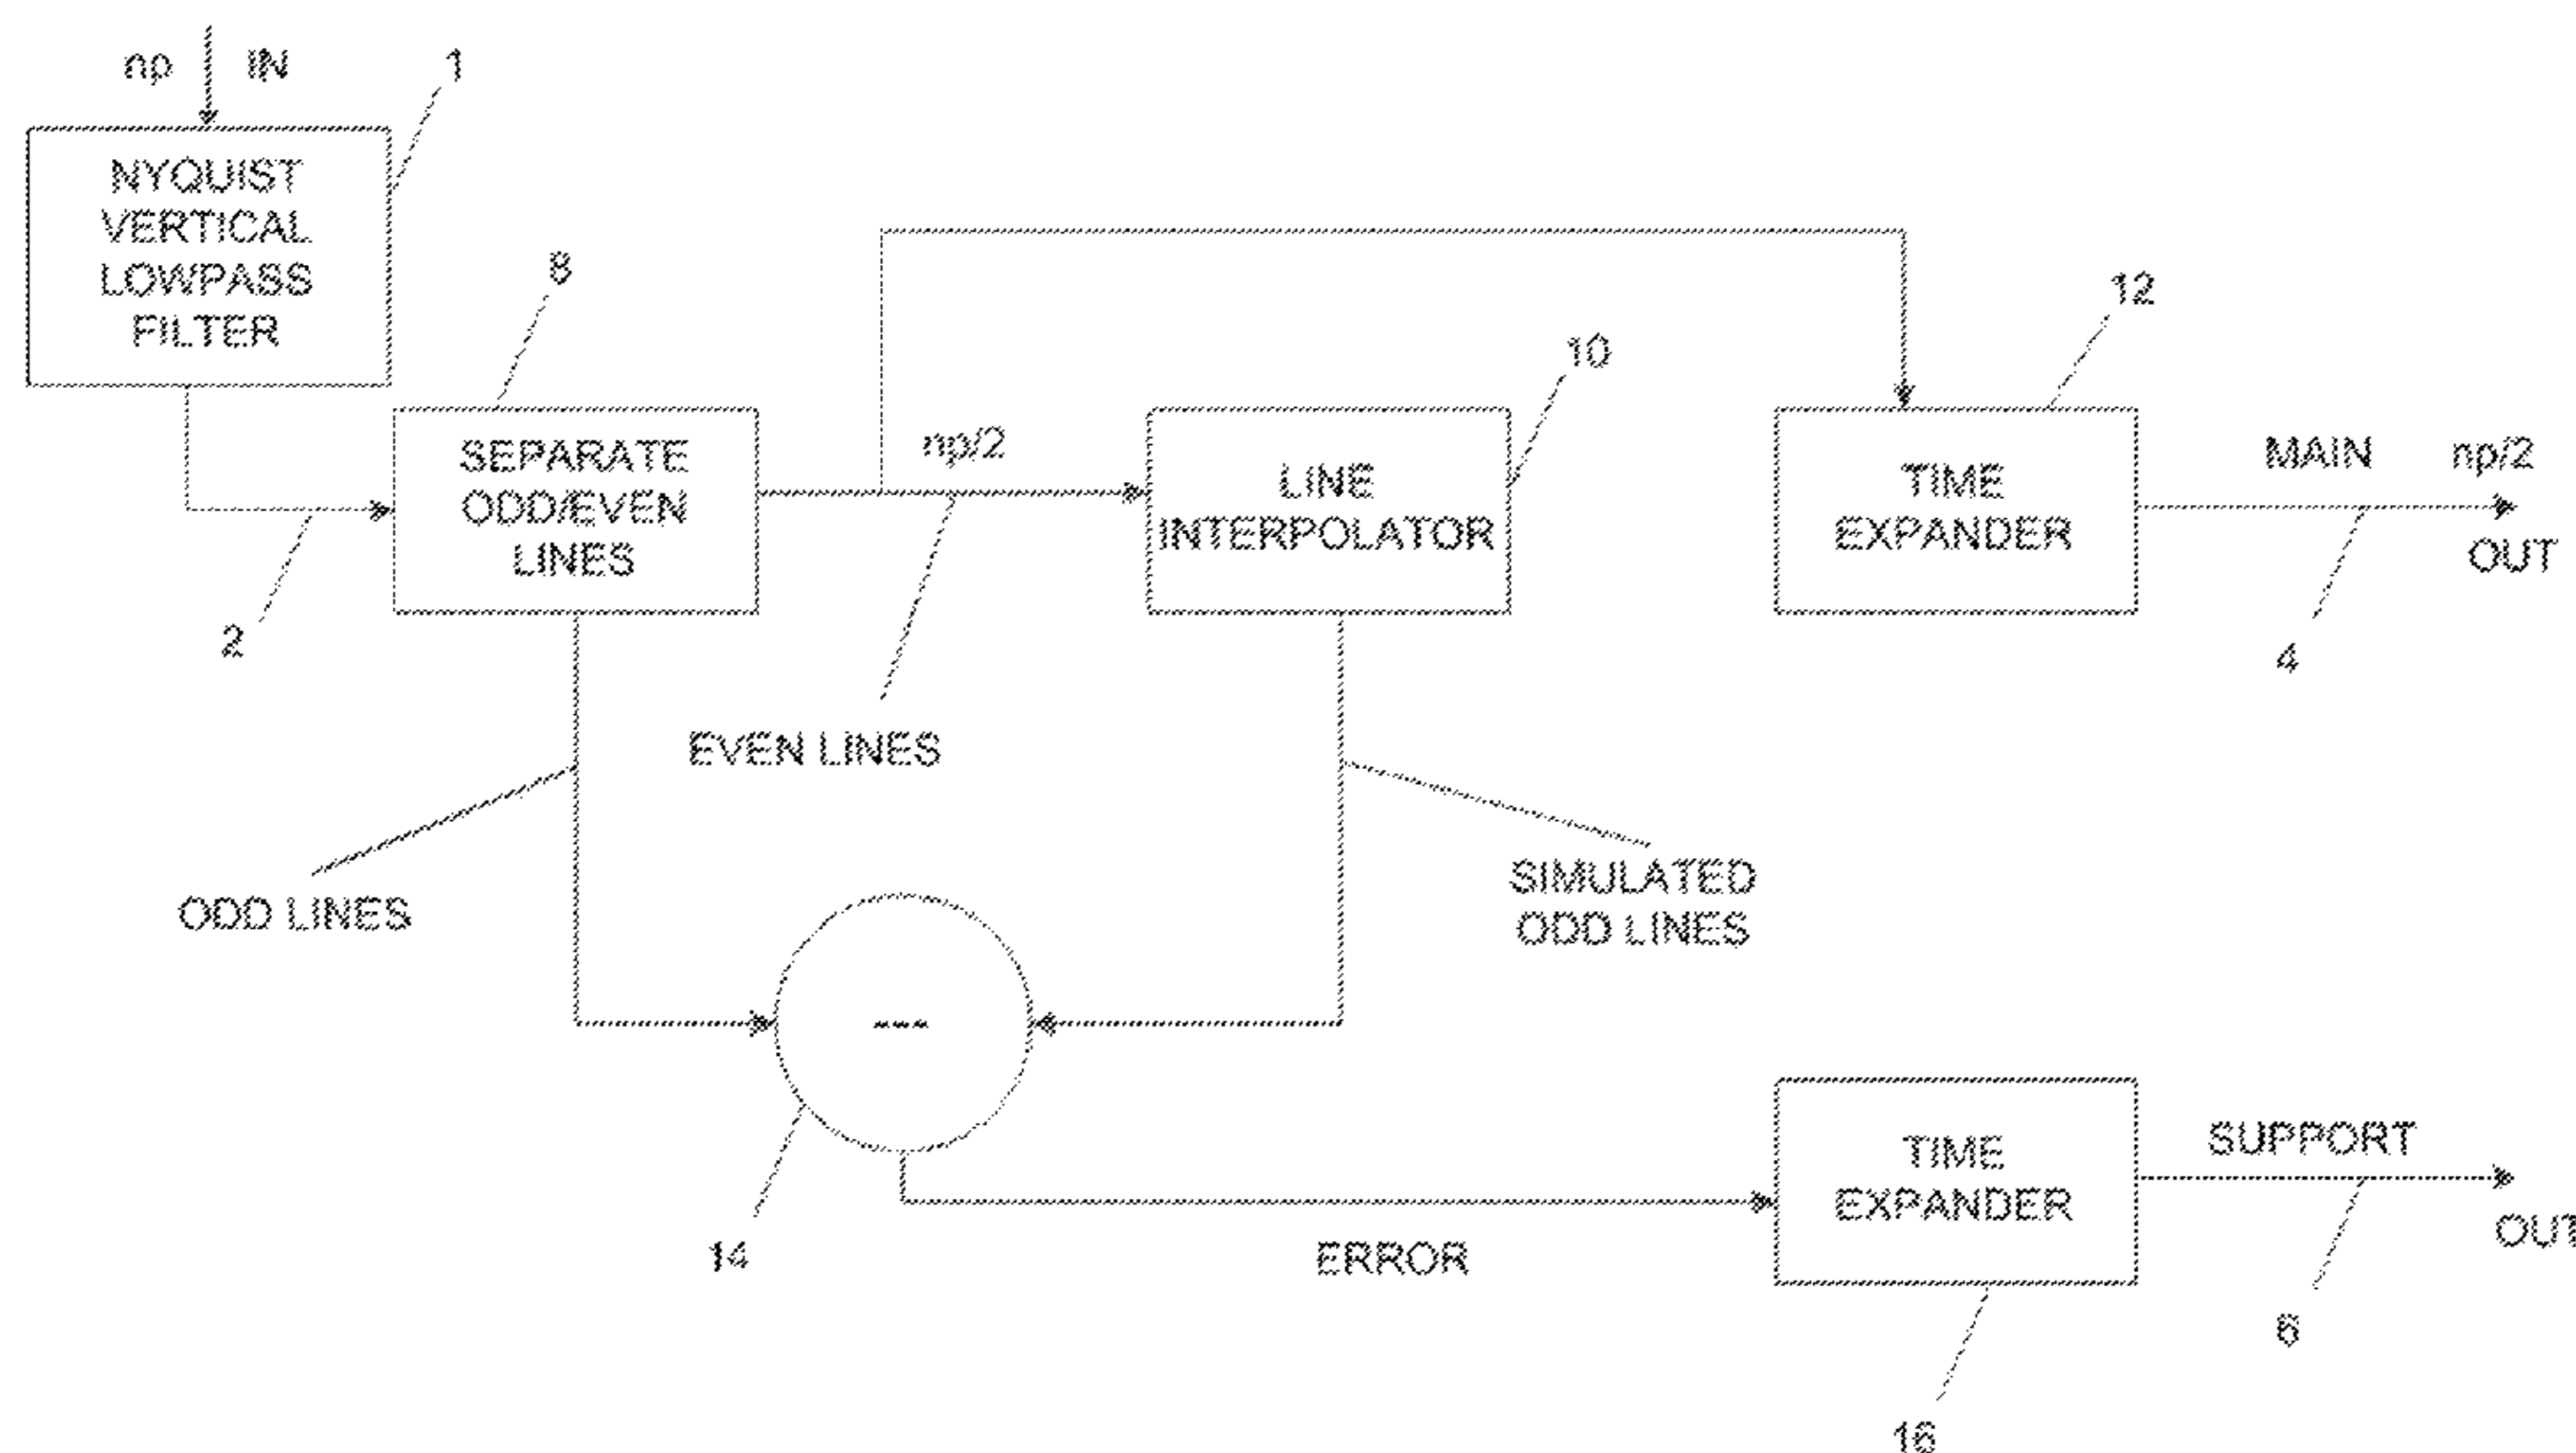 np IN 1
NYQUIST
VERTICAL
LOWPASS
FILTER
8
12
10
np/2
MAIN np/2
SEPARATE
ODD/EVEN
LINES
LINE
INTERPOLATOR
TIME
EXPANDER
OUT
2
4
EVEN LINES
ODD LINES
SIMULATED
ODD LINES
---
14
ERROR
TIME
EXPANDER
SUPPORT
OUT
6
16